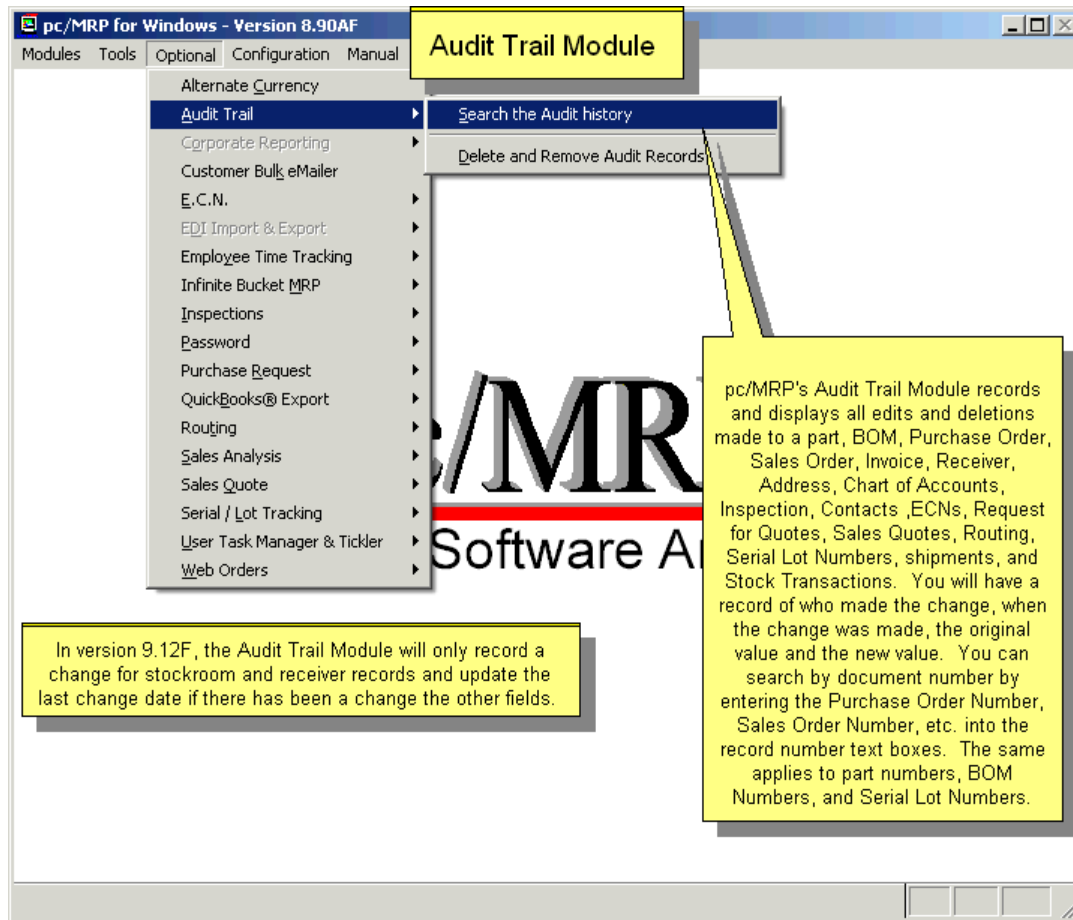 pc/MRP for Windows - Version 8.90AF
Audit Trail Module
Modules Tools Optional Configuration Manual
Alternate Currency
Audit Trail
Search the Audit history
Delete and Remove Audit Records
Corporate Reporting
Customer Bulk eMailer
E.C.N.
EDI Import & Export
Employee Time Tracking
Infinite Bucket MRP
Inspections
Password
Purchase Request
QuickBooks® Export
Routing
Sales Analysis
Sales Quote
Serial / Lot Tracking
User Task Manager & Tickler
Web Orders
/MR
Software A
pc/MRP's Audit Trail Module records
and displays all edits and deletions
made to a part, BOM, Purchase Order,
Sales Order, Invoice, Receiver,
Address, Chart of Accounts,
Inspection, Contacts ,ECNs, Request
for Quotes, Sales Quotes, Routing,
Serial Lot Numbers, shipments, and
Stock Transactions. You will have a
record of who made the change, when
the change was made, the original
value and the new value. You can
search by document number by
entering the Purchase Order Number,
Sales Order Number, etc. into the
record number text boxes. The same
applies to part numbers, BOM
Numbers, and Serial Lot Numbers.
In version 9.12F, the Audit Trail Module will only record a
change for stockroom and receiver records and update the
last change date if there has been a change the other fields.